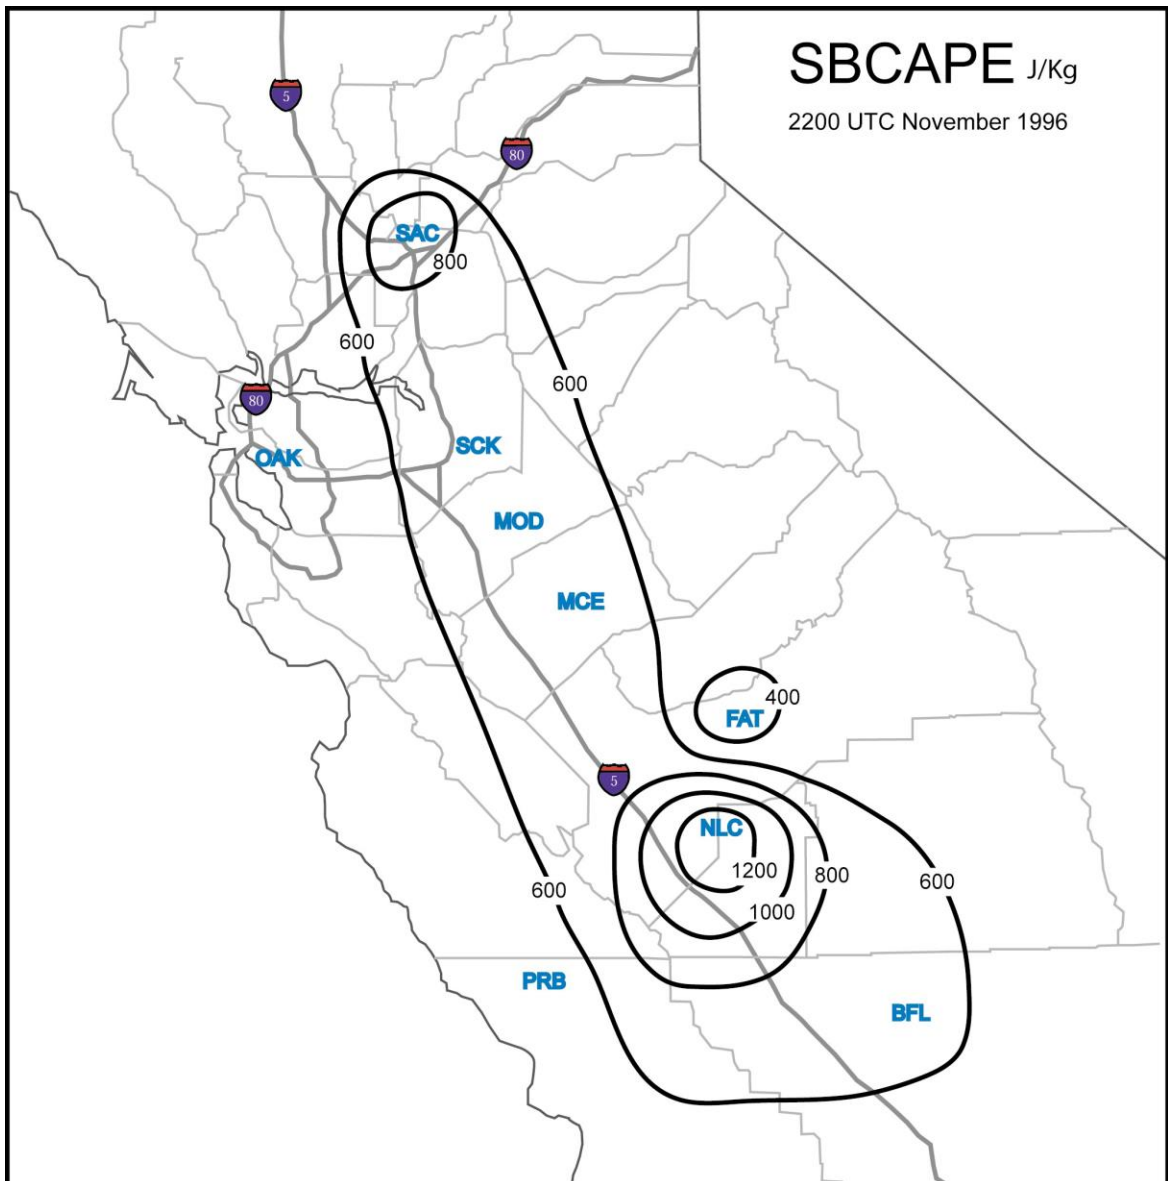 SBCAPE J/Kg
2200 UTC November 1996
5
80
SAC
800
600
600
80
OAK
SCK
MOD
MCE
400
FAT
5
NLC
1200
800
600
600
1000
PRB
BFL